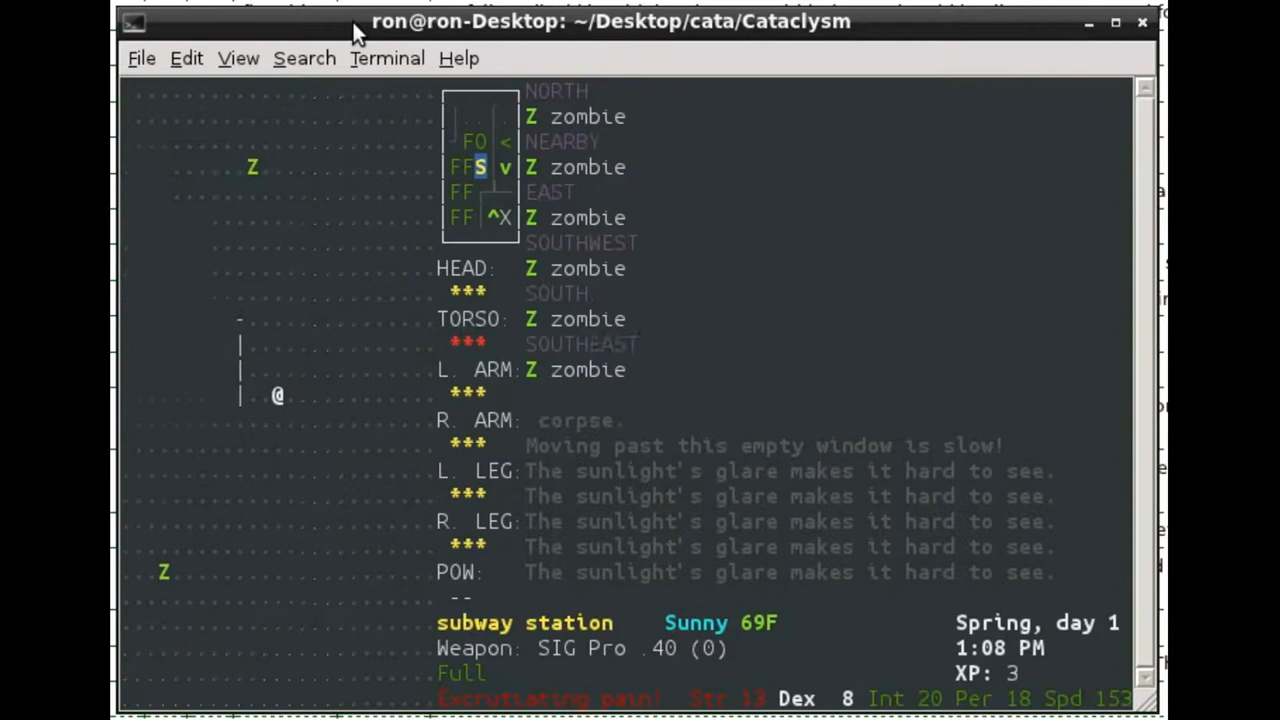 ron@ron-Desktop: ~/Desktop/cata/Cataclysm
File Edit View Search Terminal Help
NORTH
Z zombie
FO < NEARBY
Z FFS v Z zombie
FF EAST
FF ^X Z zombie
SOUTHWEST
HEAD: Z zombie
*** SOUTH
TORSO: Z zombie
*** SOUTHEAST
L. ARM: Z zombie
@ ***
R. ARM: corpse.
*** Moving past this empty window is slow!
L. LEG: The sunlight's glare makes it hard to see.
*** The sunlight's glare makes it hard to see.
R. LEG: The sunlight's glare makes it hard to see.
*** The sunlight's glare makes it hard to see.
Z POW: The sunlight's glare makes it hard to see.
--
subway station Sunny 69F Spring, day 1
Weapon: SIG Pro .40 (0) 1:08 PM
Full XP: 3
Excrutiating pain! Str 13 Dex 8 Int 20 Per 18 Spd 153